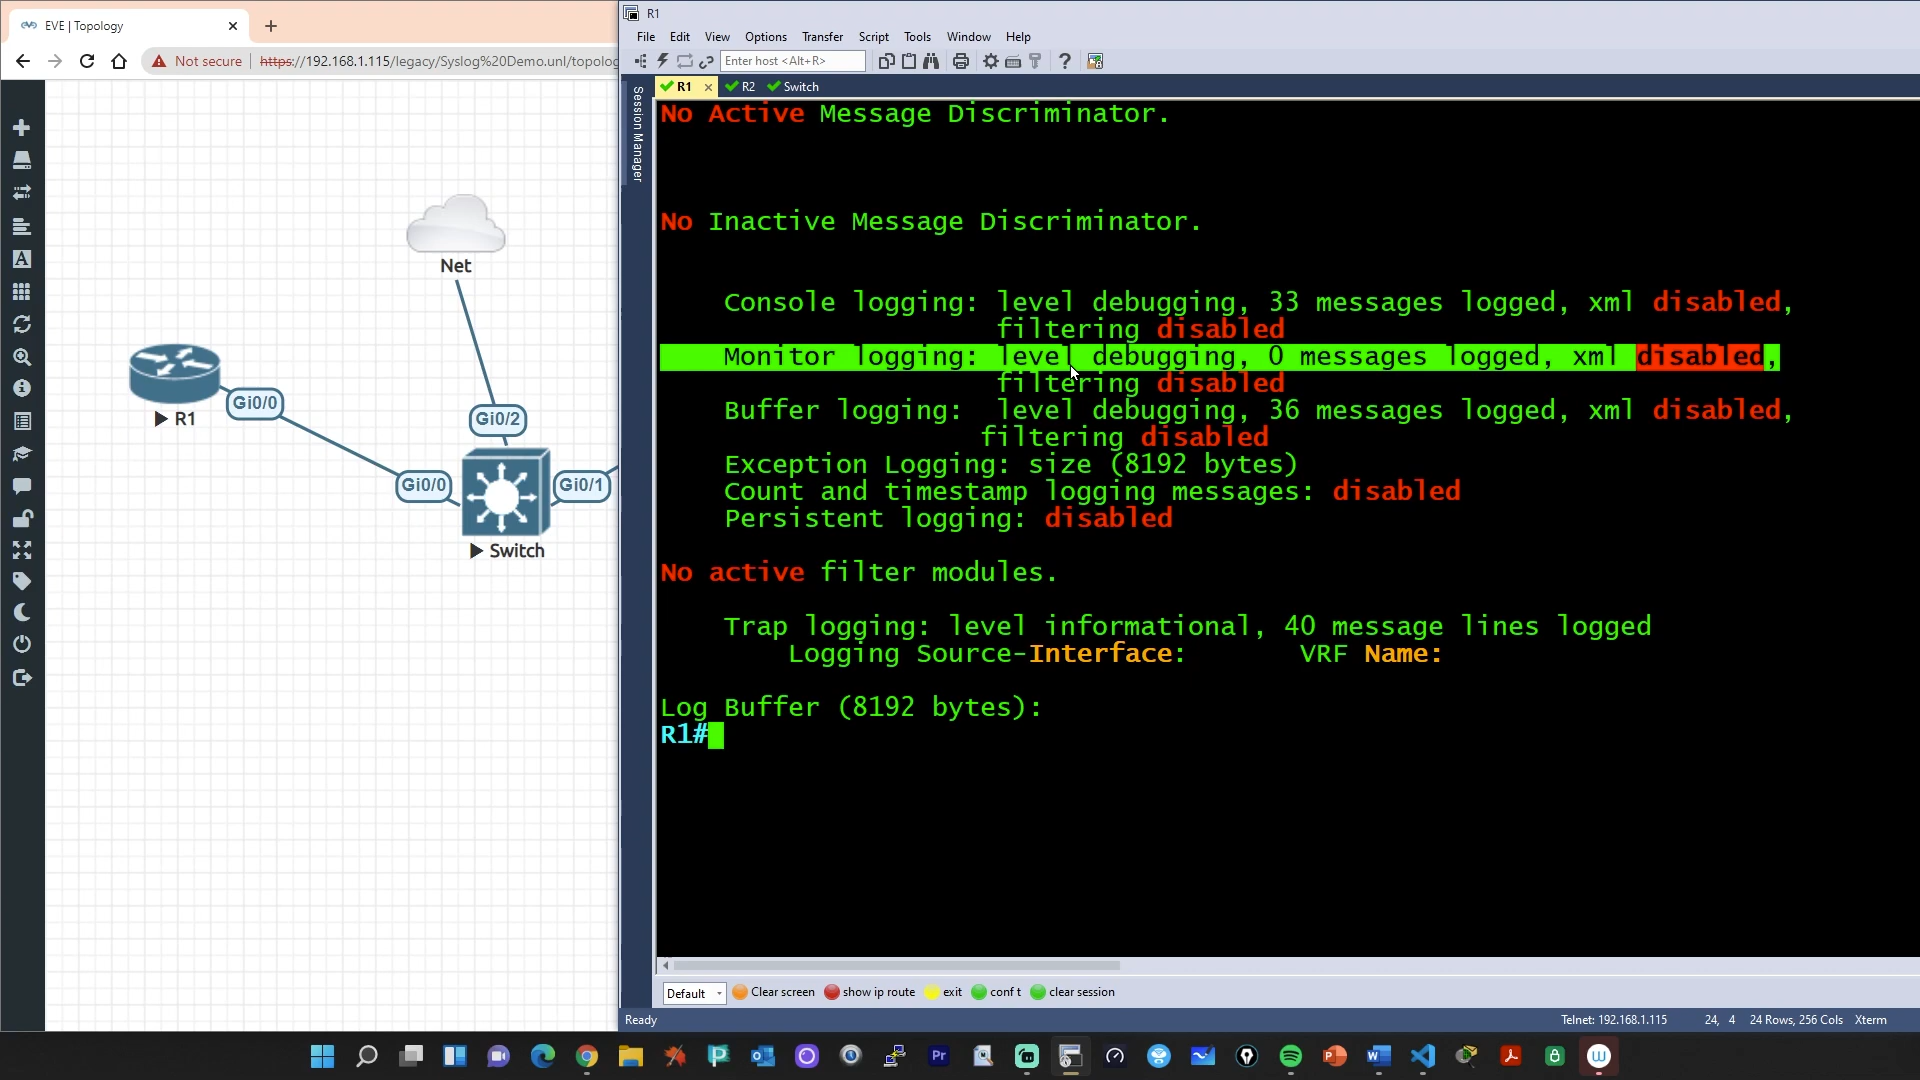 EVE | Topology
R1
File Edit View Options Transfer Script Tools Window Help
Not secure | https://192.168.1.115/legacy/Syslog%20Demo.unl/topolog
Enter host <Alt+R>
R1 R2 Switch
Session Manager
No Active Message Discriminator.
No Inactive Message Discriminator.
Console logging: level debugging, 33 messages logged, xml disabled,
filtering disabled
Monitor logging: level debugging, 0 messages logged, xml disabled,
filtering disabled
Buffer logging: level debugging, 36 messages logged, xml disabled,
filtering disabled
Exception Logging: size (8192 bytes)
Count and timestamp logging messages: disabled
Persistent logging: disabled
No active filter modules.
Trap logging: level informational, 40 message lines logged
Logging Source-Interface: VRF Name:
Log Buffer (8192 bytes):
R1#
Net
Gi0/0
R1
Gi0/2
Gi0/0
Gi0/1
Switch
Default Clear screen show ip route exit conf t clear session
Ready Telnet: 192.168.1.115 24, 4 24 Rows, 256 Cols Xterm
Pr